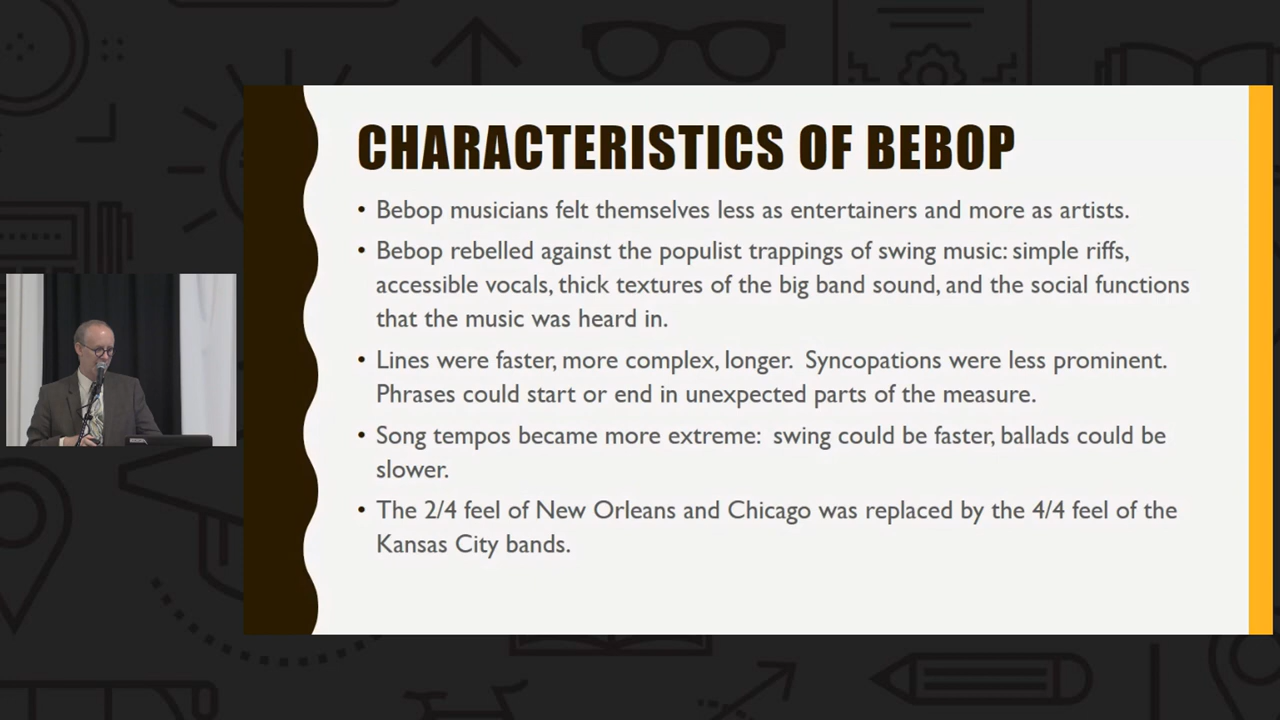 CHARACTERISTICS OF BEBOP
• Bebop musicians felt themselves less as entertainers and more as artists.
• Bebop rebelled against the populist trappings of swing music: simple riffs,
accessible vocals, thick textures of the big band sound, and the social functions
that the music was heard in.
• Lines were faster, more complex, longer.  Syncopations were less prominent.
Phrases could start or end in unexpected parts of the measure.
• Song tempos became more extreme:  swing could be faster, ballads could be
slower.
• The 2/4 feel of New Orleans and Chicago was replaced by the 4/4 feel of the
Kansas City bands.